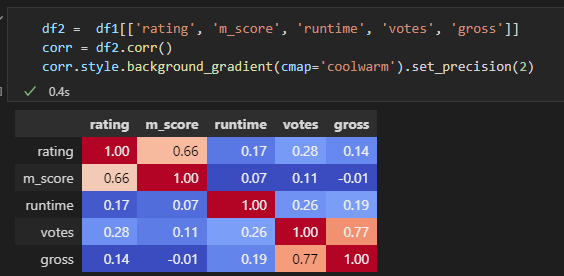 df2 =  df1[['rating', 'm_score', 'runtime', 'votes', 'gross']]
corr = df2.corr()
corr.style.background_gradient(cmap='coolwarm').set_precision(2)
✓ 0.4s
rating m_score runtime votes gross
rating 1.00 0.66 0.17 0.28 0.14
m_score 0.66 1.00 0.07 0.11 -0.01
runtime 0.17 0.07 1.00 0.26 0.19
votes 0.28 0.11 0.26 1.00 0.77
gross 0.14 -0.01 0.19 0.77 1.00